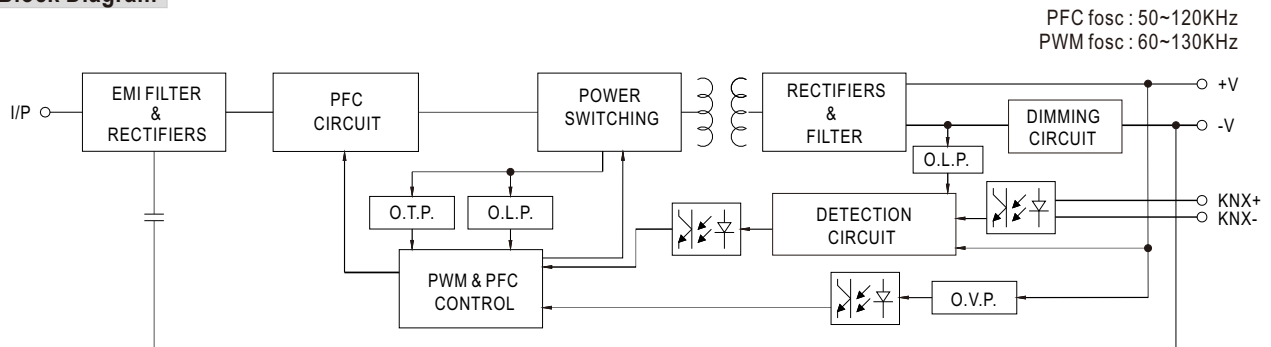 Block Diagram
PFC fosc : 50~120KHz
PWM fosc : 60~130KHz
I/P
EMI FILTER
&
RECTIFIERS
PFC
CIRCUIT
POWER
SWITCHING
RECTIFIERS
&
FILTER
DIMMING
CIRCUIT
+V
-V
O.L.P.
O.T.P.
O.L.P.
DETECTION
CIRCUIT
KNX+
KNX-
PWM & PFC
CONTROL
O.V.P.